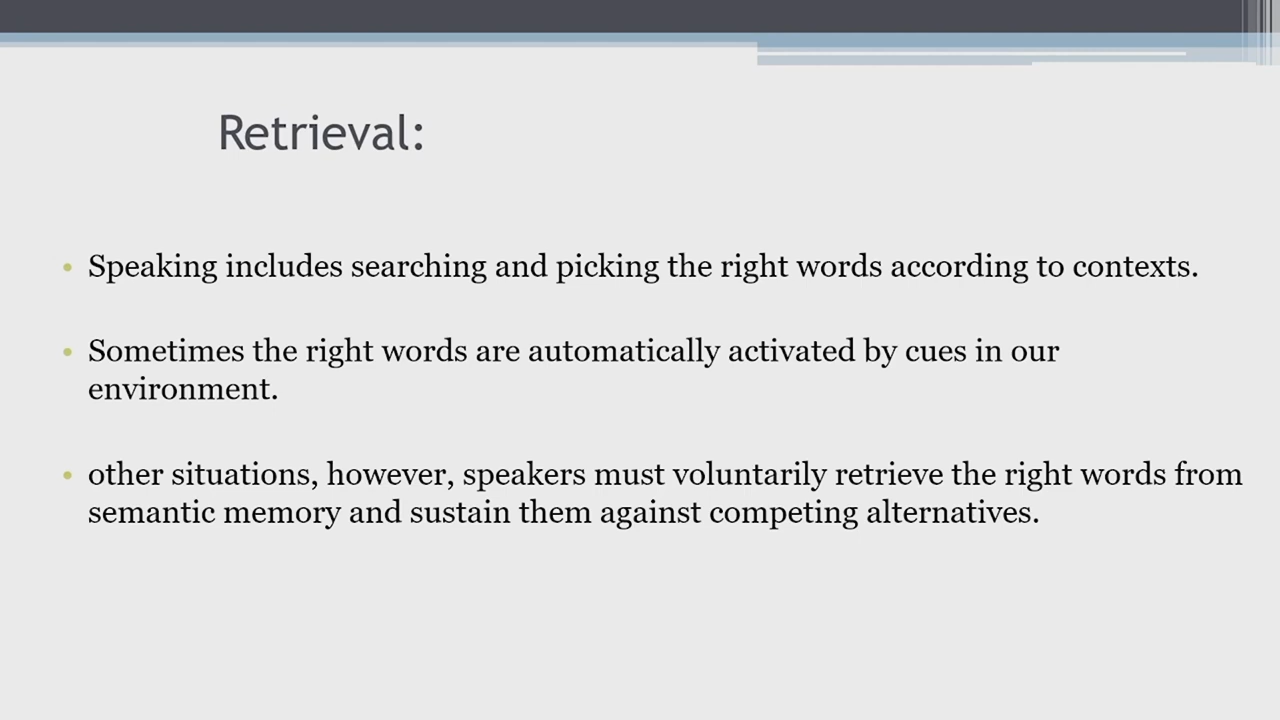 Retrieval:
• Speaking includes searching and picking the right words according to contexts.
• Sometimes the right words are automatically activated by cues in our
environment.
• other situations, however, speakers must voluntarily retrieve the right words from
semantic memory and sustain them against competing alternatives.